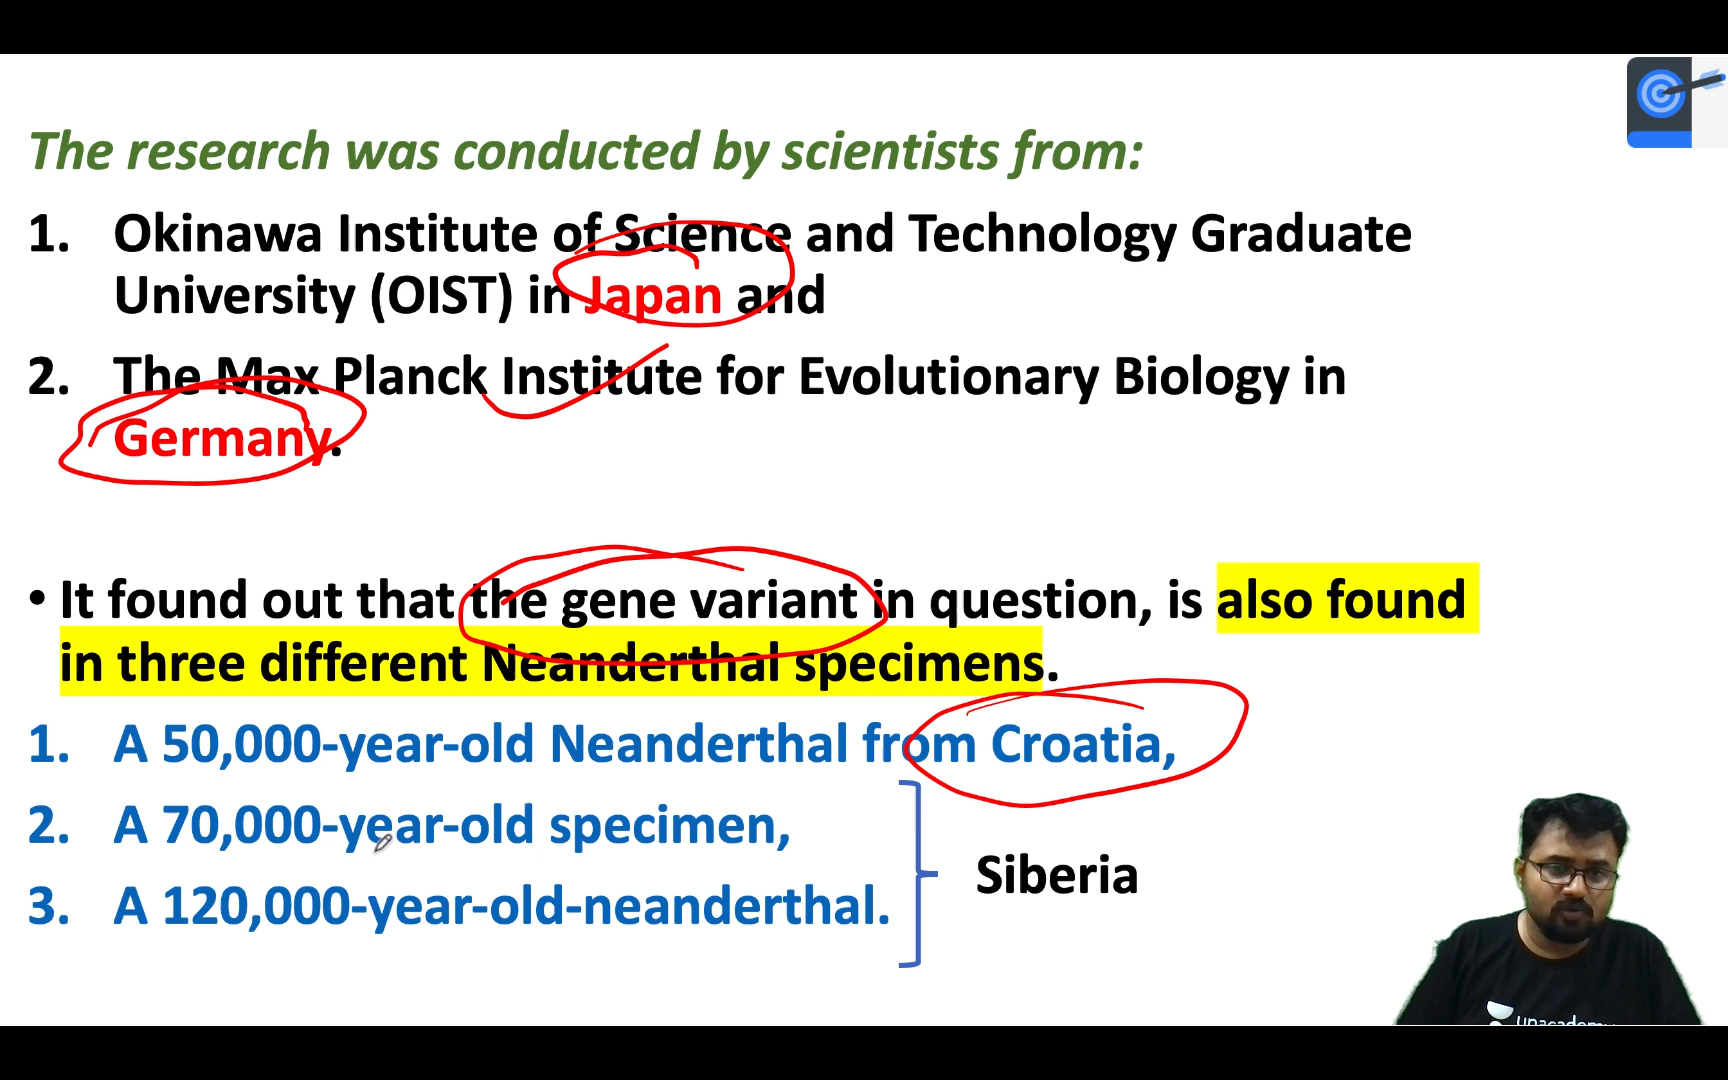 The research was conducted by scientists from:
1. Okinawa Institute of Science and Technology Graduate
University (OIST) in Japan and
2. The Max Planck Institute for Evolutionary Biology in
Germany.
• It found out that the gene variant in question, is also found
in three different Neanderthal specimens.
1. A 50,000-year-old Neanderthal from Croatia,
2. A 70,000-year-old specimen,
3. A 120,000-year-old-neanderthal.
Siberia
unacademy